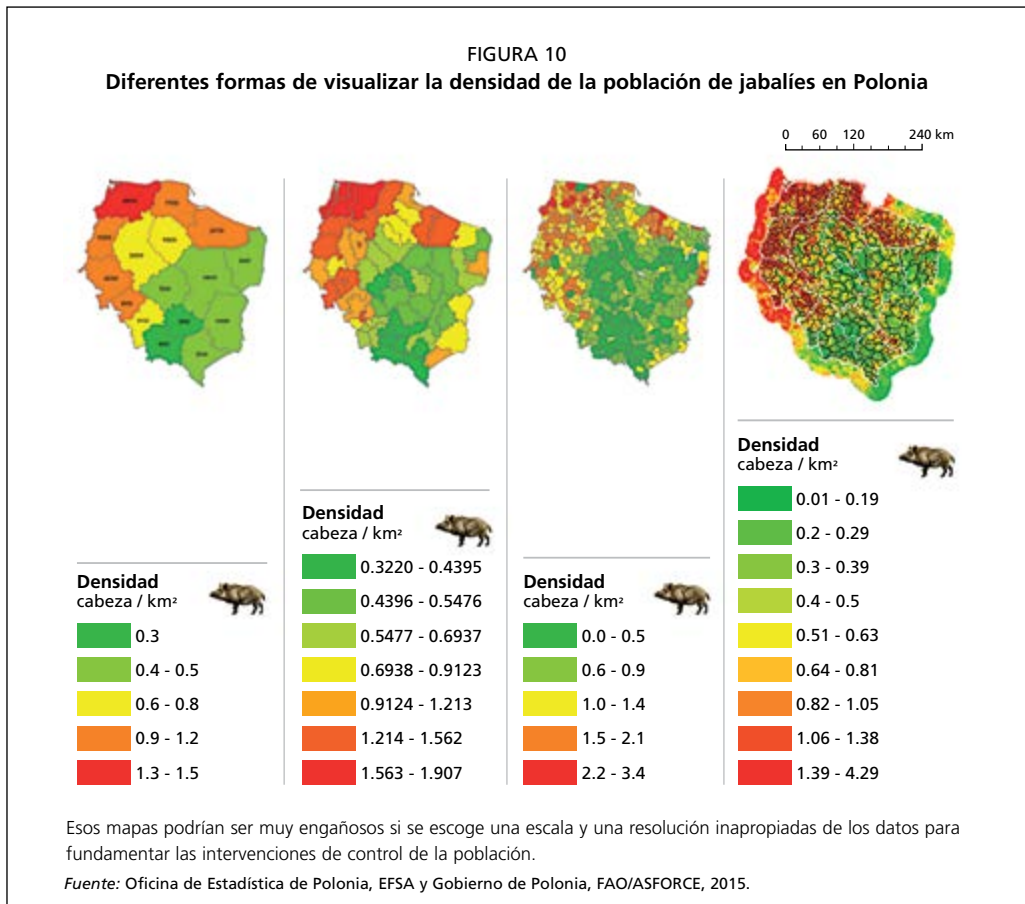 FIGURA 10
Diferentes formas de visualizar la densidad de la población de jabalíes en Polonia
0 60 120 240 km
Densidad
cabeza / km²
0.3
0.4 - 0.5
0.6 - 0.8
0.9 - 1.2
1.3 - 1.5
Densidad
cabeza / km²
0.3220 - 0.4395
0.4396 - 0.5476
0.5477 - 0.6937
0.6938 - 0.9123
0.9124 - 1.213
1.214 - 1.562
1.563 - 1.907
Densidad
cabeza / km²
0.0 - 0.5
0.6 - 0.9
1.0 - 1.4
1.5 - 2.1
2.2 - 3.4
Densidad
cabeza / km²
0.01 - 0.19
0.2 - 0.29
0.3 - 0.39
0.4 - 0.5
0.51 - 0.63
0.64 - 0.81
0.82 - 1.05
1.06 - 1.38
1.39 - 4.29
Esos mapas podrían ser muy engañosos si se escoge una escala y una resolución inapropiadas de los datos para
fundamentar las intervenciones de control de la población.
Fuente: Oficina de Estadística de Polonia, EFSA y Gobierno de Polonia, FAO/ASFORCE, 2015.